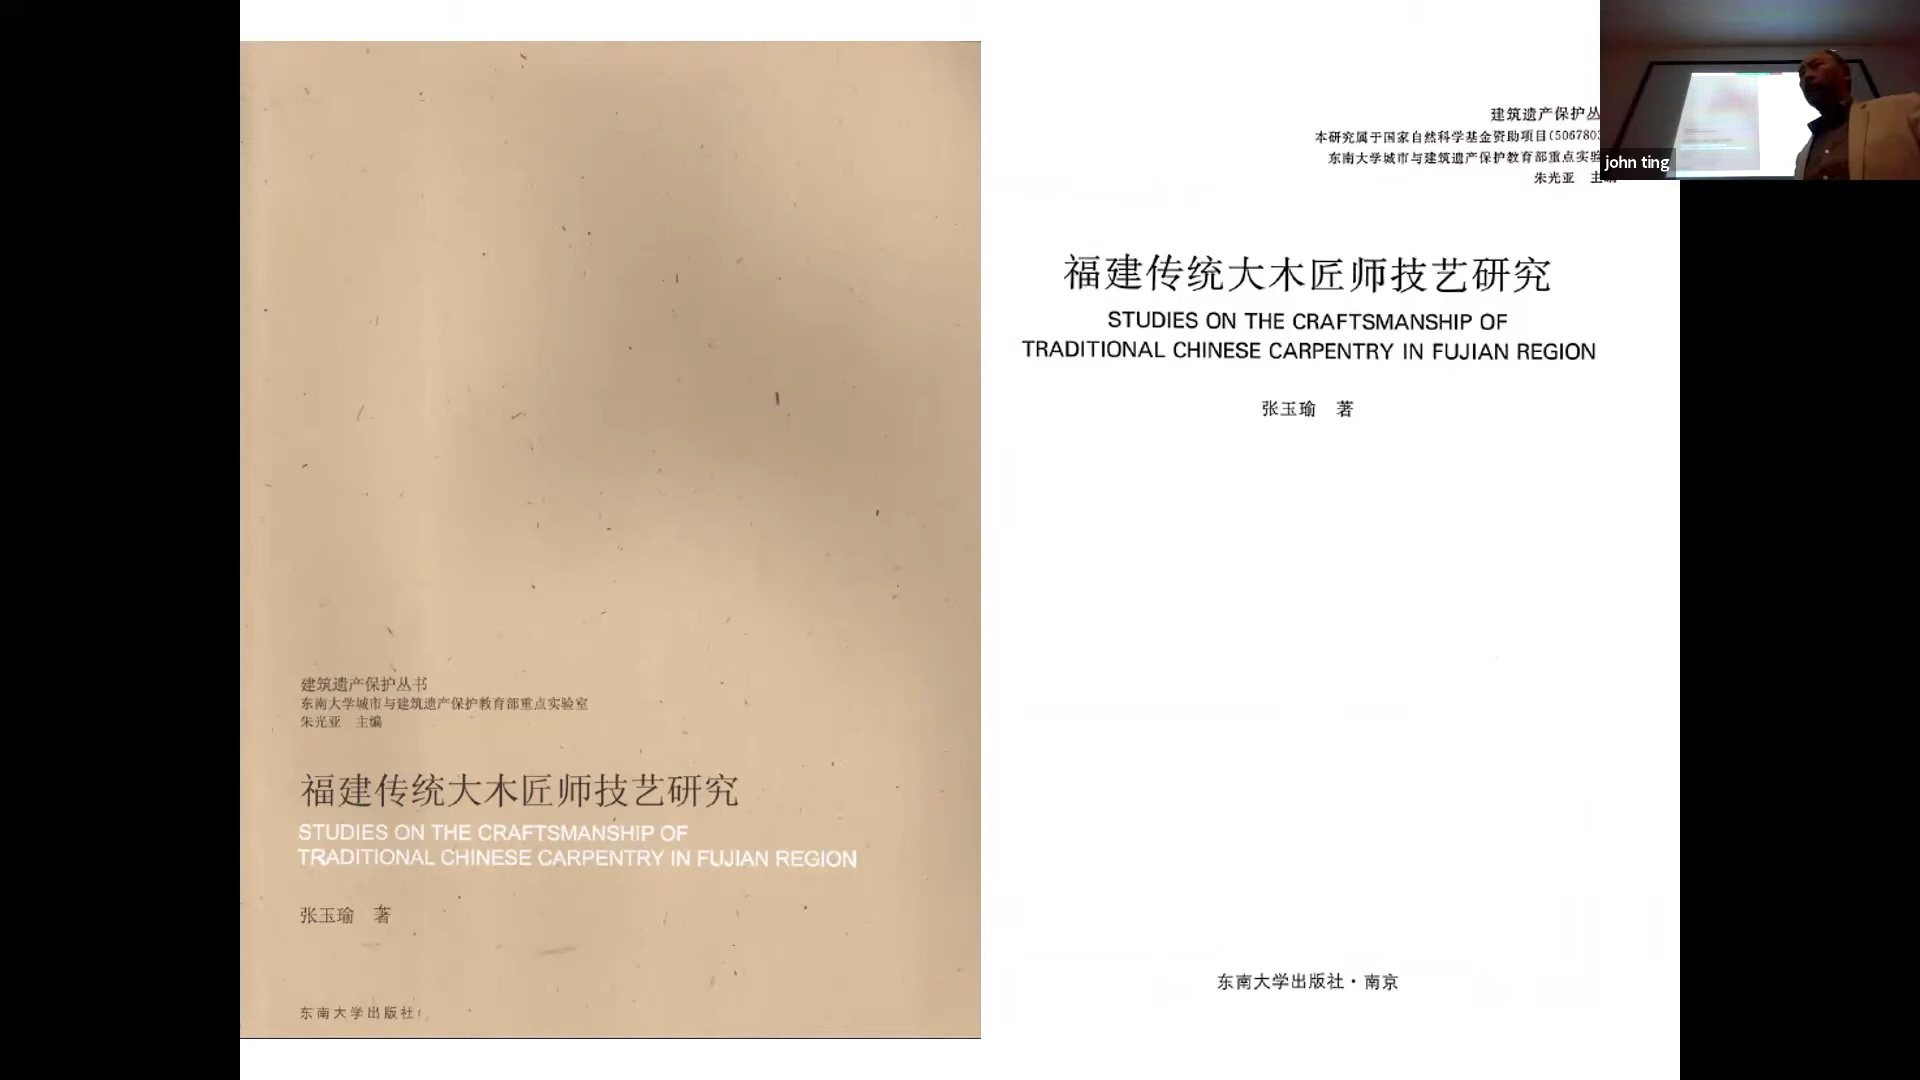 建筑遗产保护丛书
东南大学城市与建筑遗产保护教育部重点实验室
朱光亚 主编
福建传统大木匠师技艺研究
STUDIES ON THE CRAFTSMANSHIP OF
TRADITIONAL CHINESE CARPENTRY IN FUJIAN REGION
张玉瑜 著
东南大学出版社
建筑遗产保护丛
本研究属于国家自然科学基金资助项目(506780
东南大学城市与建筑遗产保护教育部重点实验
朱光亚 主编
福建传统大木匠师技艺研究
STUDIES ON THE CRAFTSMANSHIP OF
TRADITIONAL CHINESE CARPENTRY IN FUJIAN REGION
张玉瑜 著
东南大学出版社·南京
john ting